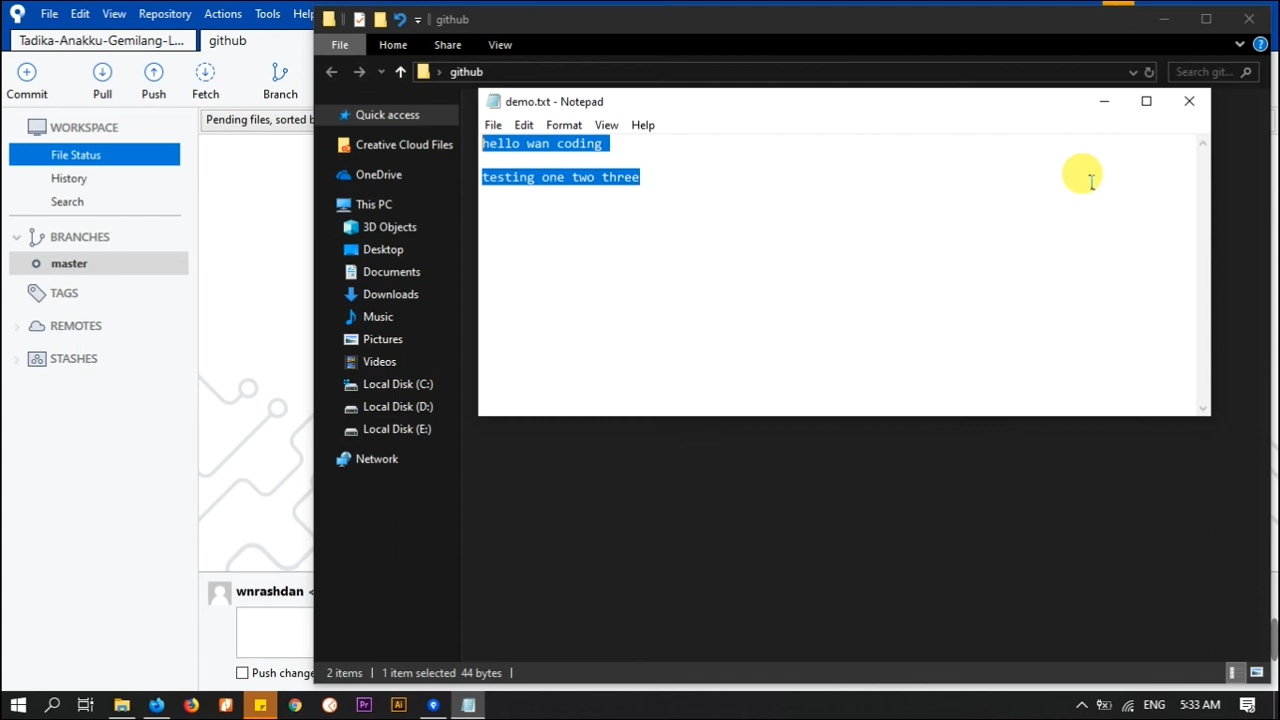 File Edit View Repository Actions Tools Help
github
Tadika-Anakku-Gemilang-L...
github
File Home Share View
Commit Pull Push Fetch Branch
github
Search git...
Pending files, sorted b
WORKSPACE
File Status
History
Search
BRANCHES
master
TAGS
REMOTES
STASHES
Quick access
Creative Cloud Files
OneDrive
This PC
3D Objects
Desktop
Documents
Downloads
Music
Pictures
Videos
Local Disk (C:)
Local Disk (D:)
Local Disk (E:)
Network
demo.txt - Notepad
File Edit Format View Help
hello wan coding
testing one two three
wnrashdan <
Push change
2 items 1 item selected 44 bytes
ENG 5:33 AM